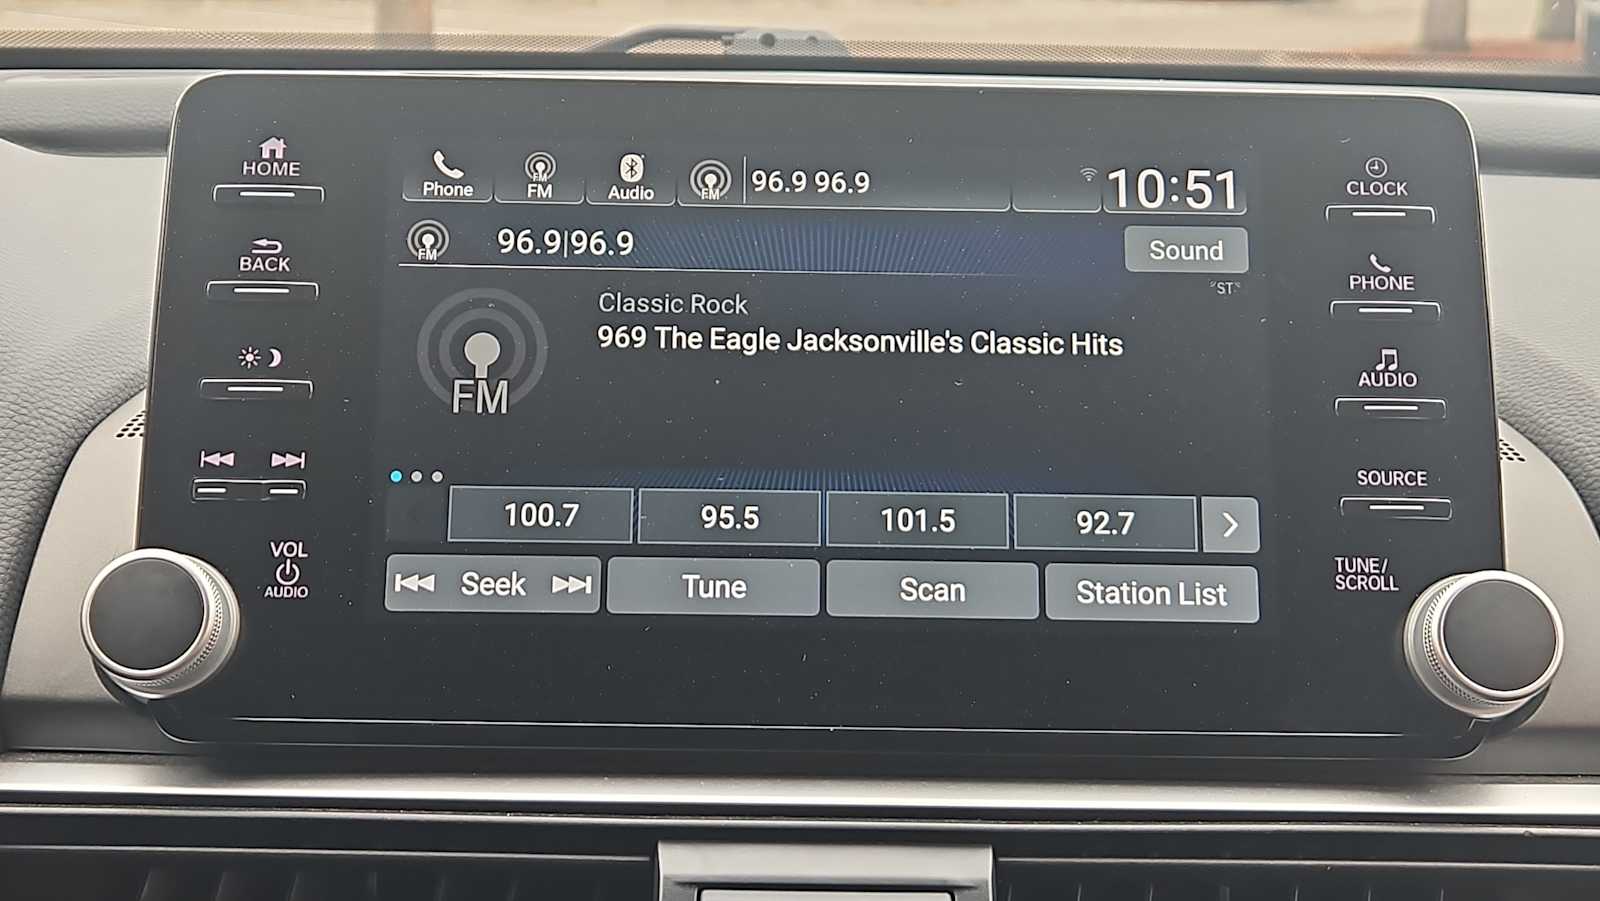 HOME
BACK
VOL
AUDIO
Phone
FM
FM
Audio
FM
96.9 96.9
10:51
FM
96.9|96.9
Sound
"ST"
FM
Classic Rock
969 The Eagle Jacksonville's Classic Hits
100.7
95.5
101.5
92.7
Seek
Tune
Scan
Station List
CLOCK
PHONE
AUDIO
SOURCE
TUNE/
SCROLL